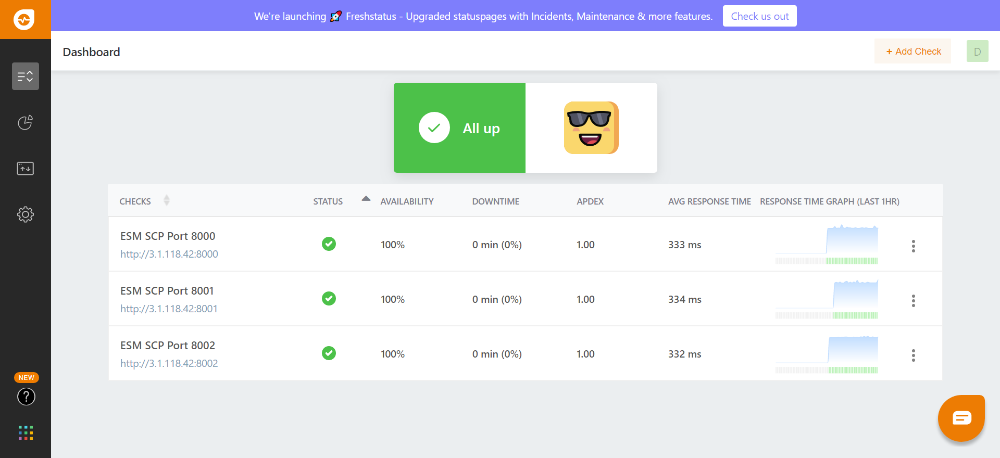 We're launching 🚀 Freshstatus - Upgraded statuspages with Incidents, Maintenance & more features. Check us out
Dashboard
+ Add Check
D
All up
CHECKS STATUS AVAILABILITY DOWNTIME APDEX AVG RESPONSE TIME RESPONSE TIME GRAPH (LAST 1HR)
ESM SCP Port 8000
http://3.1.118.42:8000
100% 0 min (0%) 1.00 333 ms
ESM SCP Port 8001
http://3.1.118.42:8001
100% 0 min (0%) 1.00 334 ms
ESM SCP Port 8002
http://3.1.118.42:8002
100% 0 min (0%) 1.00 332 ms
NEW
?